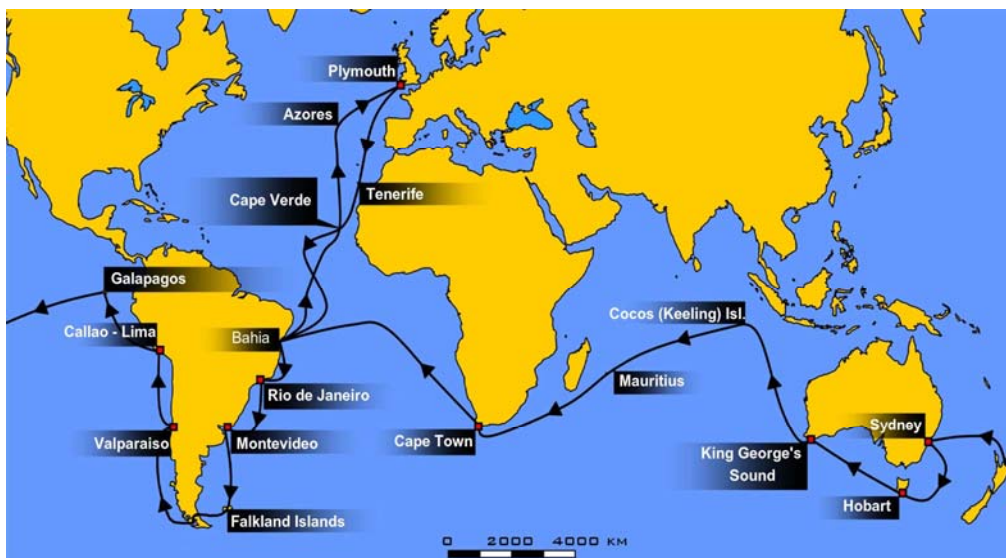 Plymouth
Azores
Tenerife
Cape Verde
Galapagos
Callao - Lima
Bahia
Cocos (Keeling) Isl.
Mauritius
Rio de Janeiro
Valparaiso
Montevideo
Cape Town
Sydney
King George's
Sound
Hobart
Falkland Islands
0 2000 4000 KM